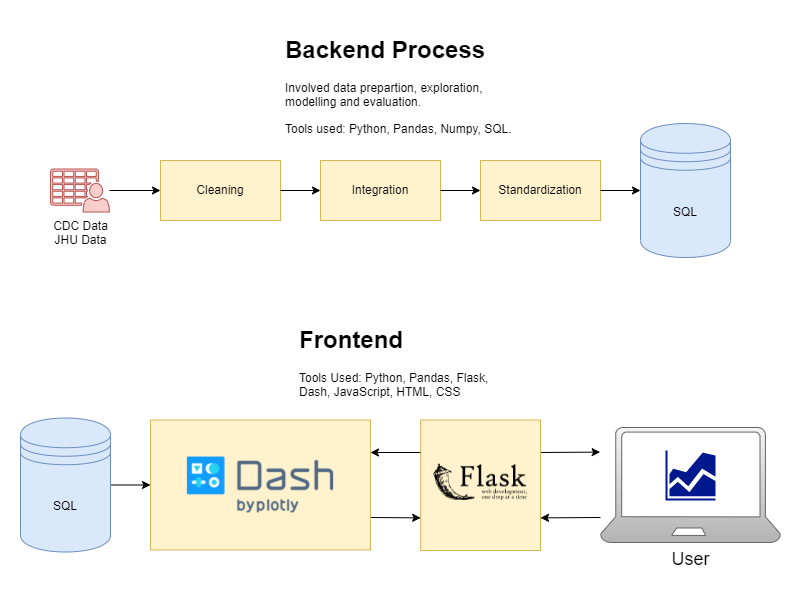 Backend Process
Involved data prepartion, exploration,
modelling and evaluation.
Tools used: Python, Pandas, Numpy, SQL.
CDC Data
JHU Data
Cleaning
Integration
Standardization
SQL
Frontend
Tools Used: Python, Pandas, Flask,
Dash, JavaScript, HTML, CSS
SQL
Dash
byplotly
Flask
web development,
one drop at a time
User